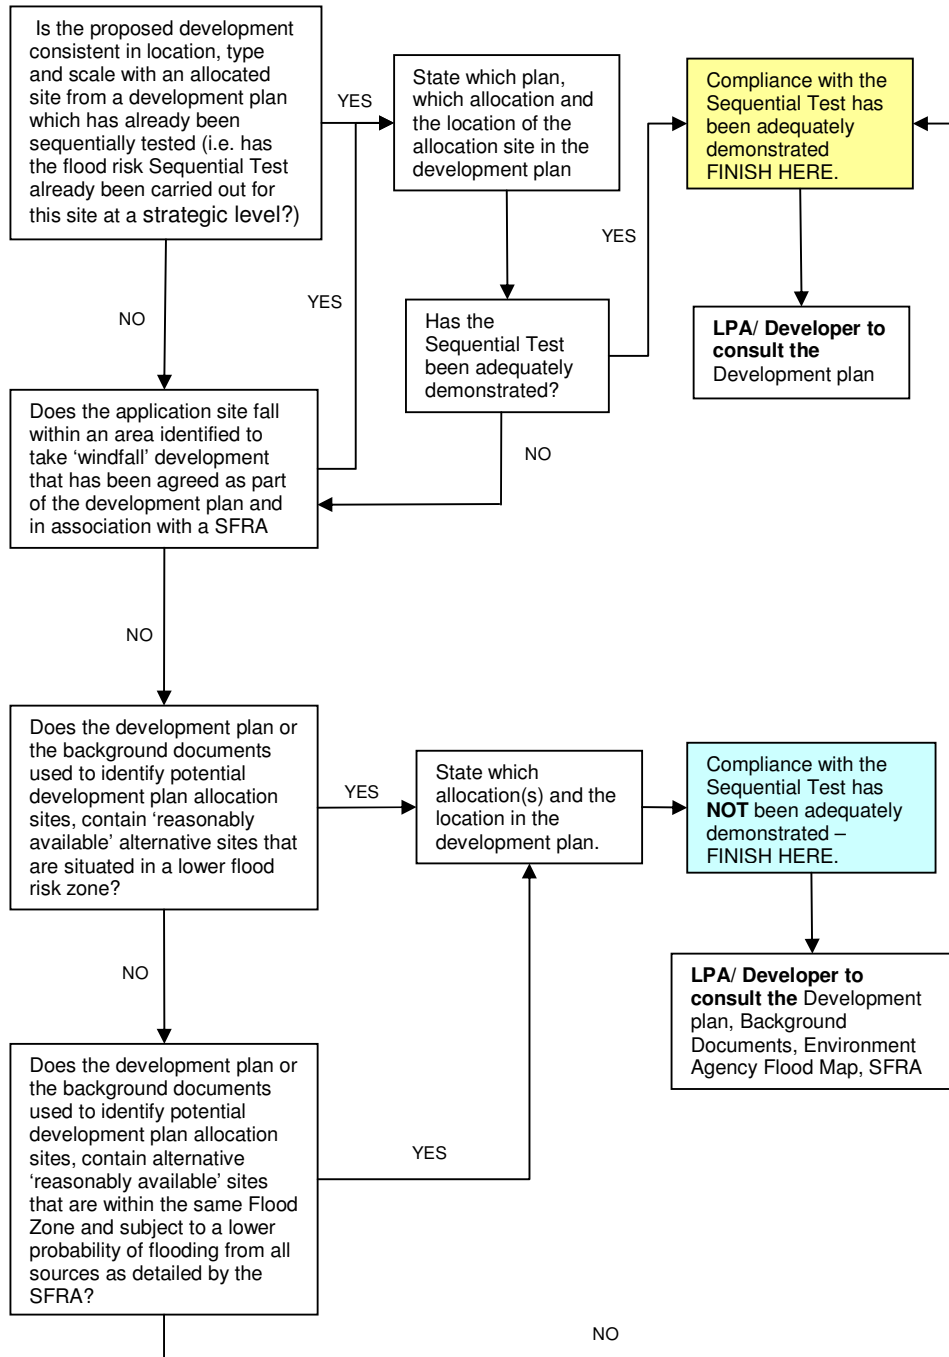 Is the proposed development
consistent in location, type
and scale with an allocated
site from a development plan
which has already been
sequentially tested (i.e. has
the flood risk Sequential Test
already been carried out for
this site at a strategic level?)
YES
State which plan,
which allocation and
the location of the
allocation site in the
development plan
Compliance with the
Sequential Test has
been adequately
demonstrated
FINISH HERE.
YES
YES
NO
Has the
Sequential Test
been adequately
demonstrated?
LPA/ Developer to
consult the
Development plan
Does the application site fall
within an area identified to
take ‘windfall’ development
that has been agreed as part
of the development plan and
in association with a SFRA
NO
NO
Does the development plan or
the background documents
used to identify potential
development plan allocation
sites, contain ‘reasonably
available’ alternative sites that
are situated in a lower flood
risk zone?
YES
State which
allocation(s) and the
location in the
development plan.
Compliance with the
Sequential Test has
NOT been adequately
demonstrated –
FINISH HERE.
NO
LPA/ Developer to
consult the Development
plan, Background
Documents, Environment
Agency Flood Map, SFRA
Does the development plan or
the background documents
used to identify potential
development plan allocation
sites, contain alternative
‘reasonably available’ sites
that are within the same Flood
Zone and subject to a lower
probability of flooding from all
sources as detailed by the
SFRA?
YES
NO